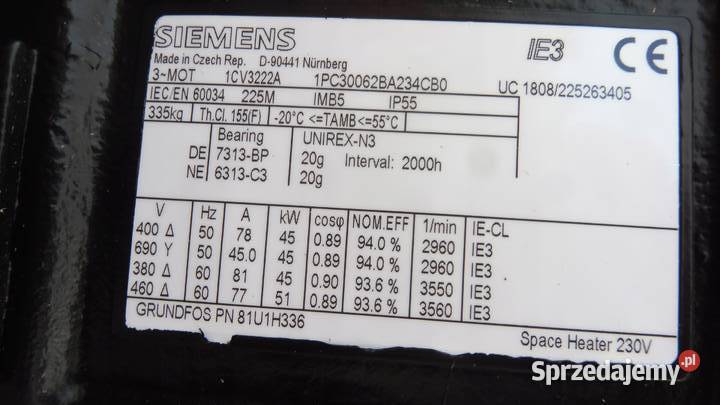 SIEMENS IE3 CE
Made in Czech Rep. D-90441 Nürnberg
3~MOT 1CV3222A 1PC30062BA234CB0 UC 1808/225263405
IEC/EN 60034 225M IMB5 IP55
335kg Th.Cl. 155(F) -20°C <=TAMB<=55°C
Bearing UNIREX-N3
DE 7313-BP 20g Interval: 2000h
NE 6313-C3 20g
V Hz A kW cosφ NOM.EFF 1/min IE-CL
400 Δ 50 78 45 0.89 94.0 % 2960 IE3
690 Y 50 45.0 45 0.89 94.0 % 2960 IE3
380 Δ 60 81 45 0.90 93.6 % 3550 IE3
460 Δ 60 77 51 0.89 93.6 % 3560 IE3
GRUNDFOS PN 81U1H336
Space Heater 230V
Sprzedajemy.pl